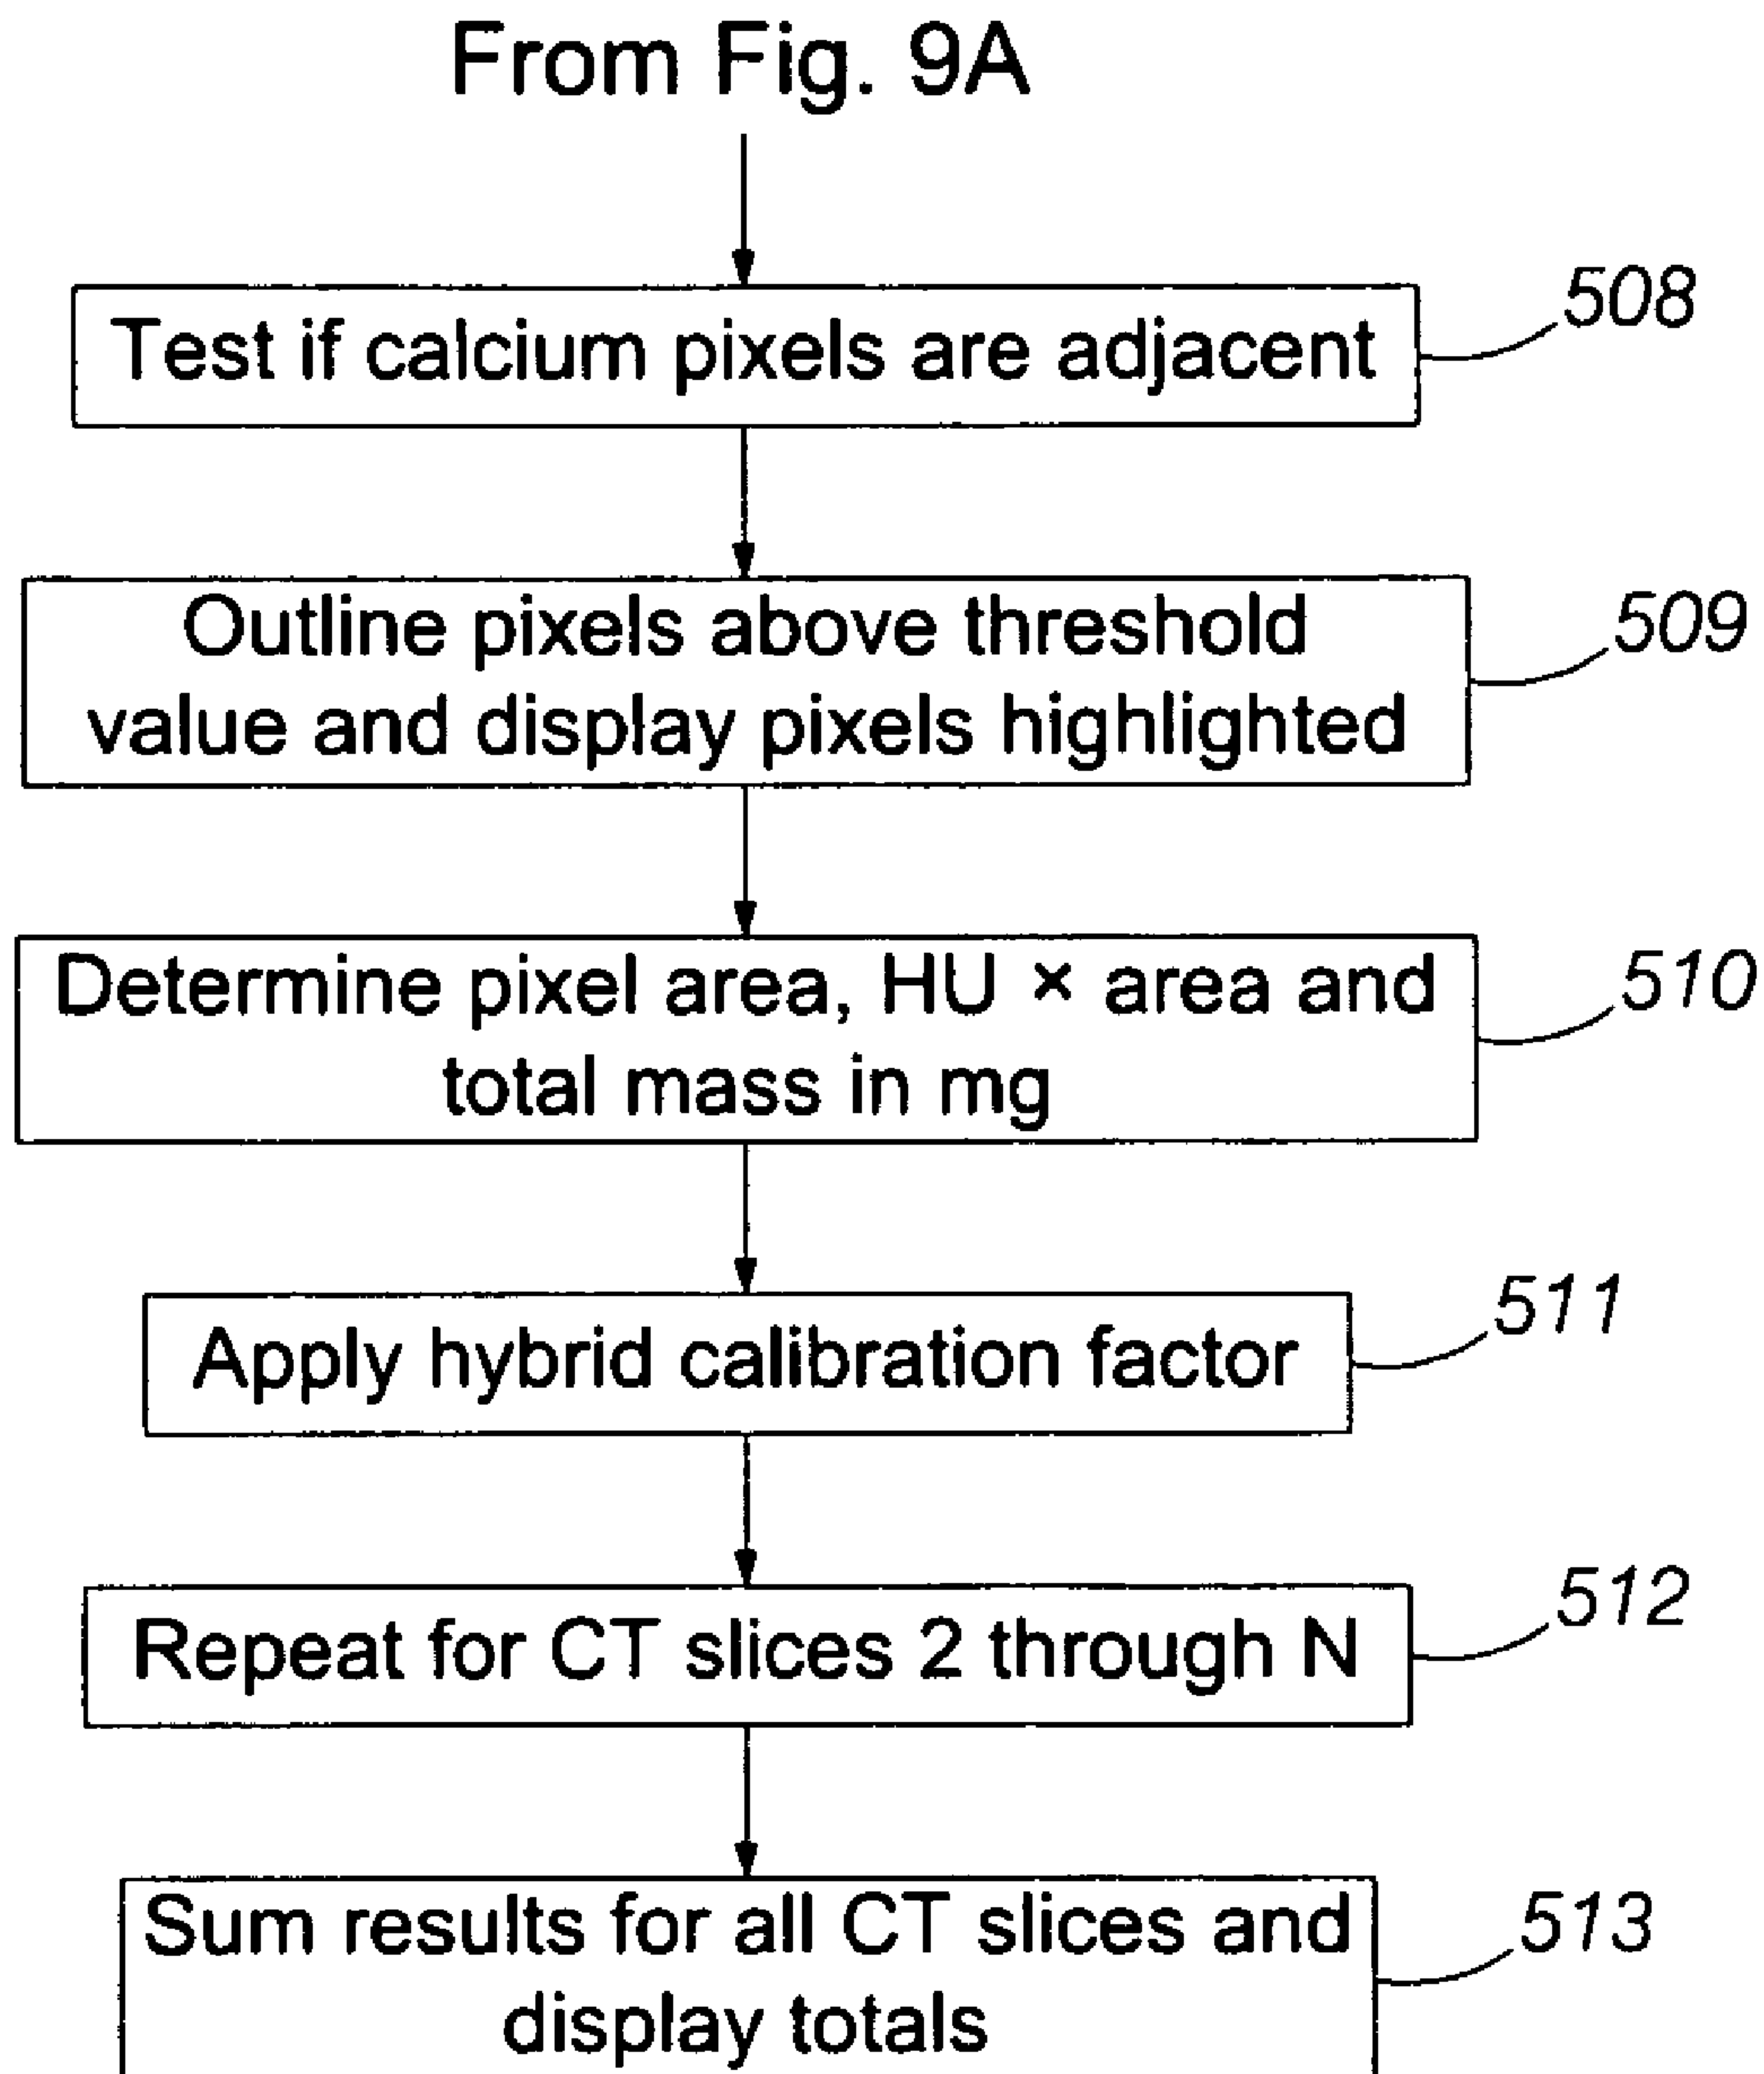 From Fig. 9A
Test if calcium pixels are adjacent
508
Outline pixels above threshold
value and display pixels highlighted
509
Determine pixel area, HU × area and
total mass in mg
510
Apply hybrid calibration factor
511
Repeat for CT slices 2 through N
512
Sum results for all CT slices and
display totals
513